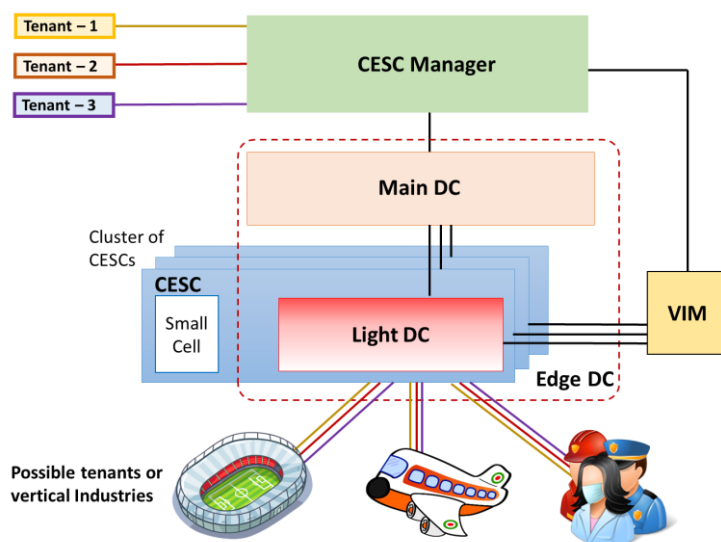 Tenant – 1
Tenant – 2
Tenant – 3
CESC Manager
Main DC
Cluster of
CESCs
CESC
Small
Cell
Light DC
VIM
Edge DC
Possible tenants or
vertical Industries